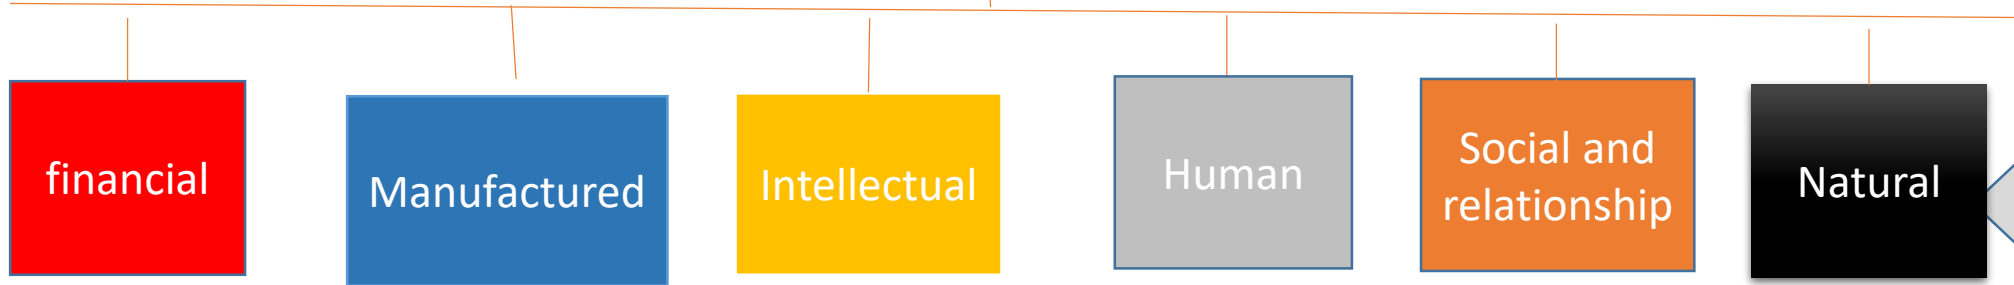 financial
Manufactured
Intellectual
Human
Social and
relationship
Natural